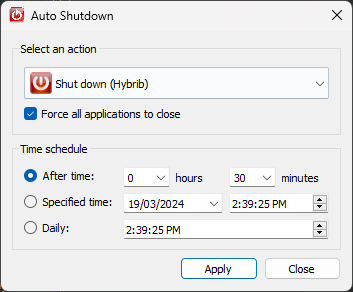 Auto Shutdown
Select an action
Shut down (Hybrib)
Force all applications to close
Time schedule
After time: 0 hours 30 minutes
Specified time: 19/03/2024 2:39:25 PM
Daily: 2:39:25 PM
Apply Close